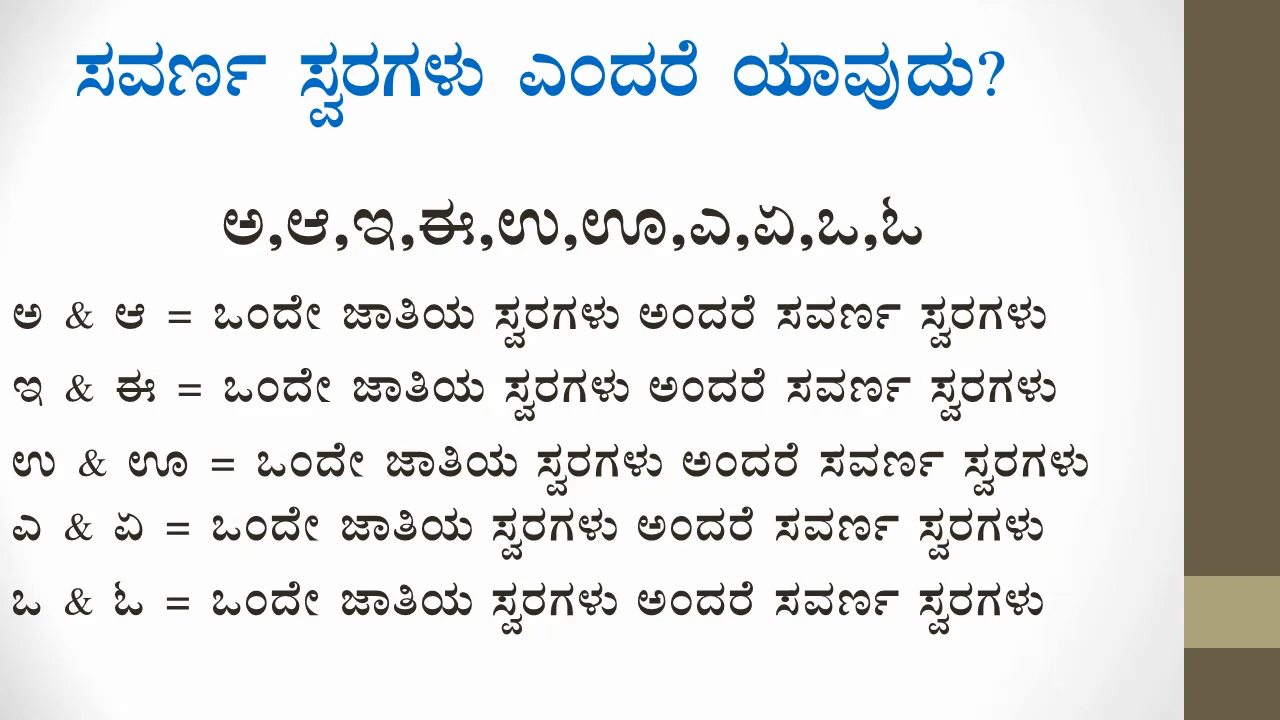 ಸವರ್ಣ ಸ್ವರಗಳು ಎಂದರೆ ಯಾವುದು?
ಅ,ಆ,ಇ,ಈ,ಉ,ಊ,ಎ,ಏ,ಒ,ಓ
ಅ & ಆ = ಒಂದೇ ಜಾತಿಯ ಸ್ವರಗಳು ಅಂದರೆ ಸವರ್ಣ ಸ್ವರಗಳು
ಇ & ಈ = ಒಂದೇ ಜಾತಿಯ ಸ್ವರಗಳು ಅಂದರೆ ಸವರ್ಣ ಸ್ವರಗಳು
ಉ & ಊ = ಒಂದೇ ಜಾತಿಯ ಸ್ವರಗಳು ಅಂದರೆ ಸವರ್ಣ ಸ್ವರಗಳು
ಎ & ಏ = ಒಂದೇ ಜಾತಿಯ ಸ್ವರಗಳು ಅಂದರೆ ಸವರ್ಣ ಸ್ವರಗಳು
ಒ & ಓ = ಒಂದೇ ಜಾತಿಯ ಸ್ವರಗಳು ಅಂದರೆ ಸವರ್ಣ ಸ್ವರಗಳು